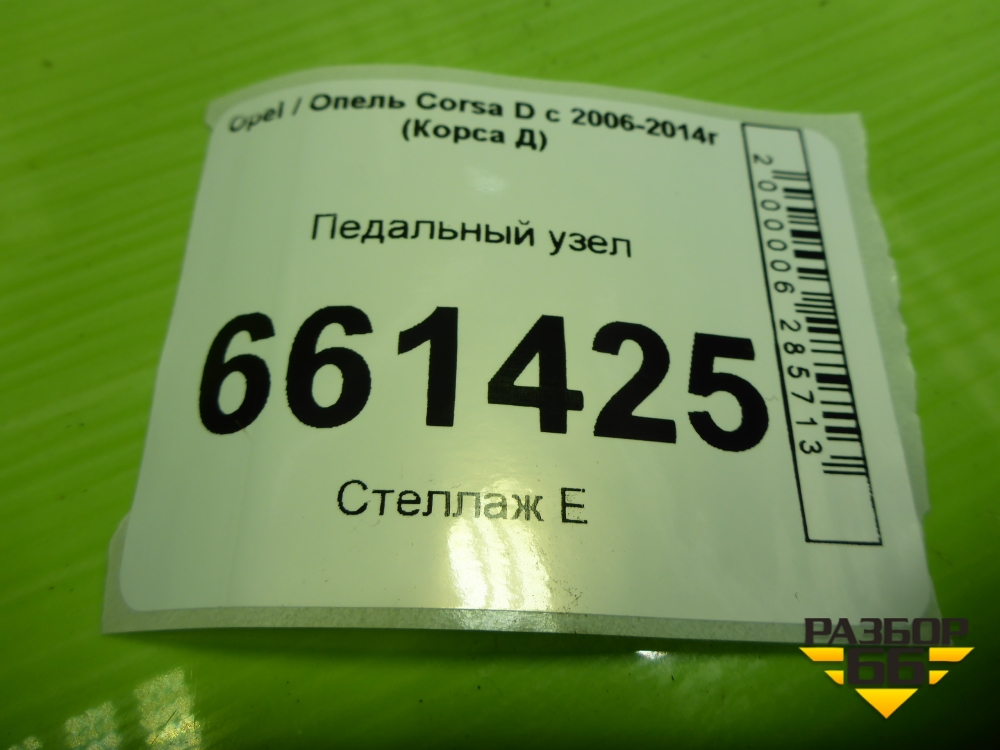 Opel / Опель Corsa D с 2006-2014г
(Корса Д)
Педальный узел
661425
Стеллаж Е
2000006285713
РАЗБОР
66